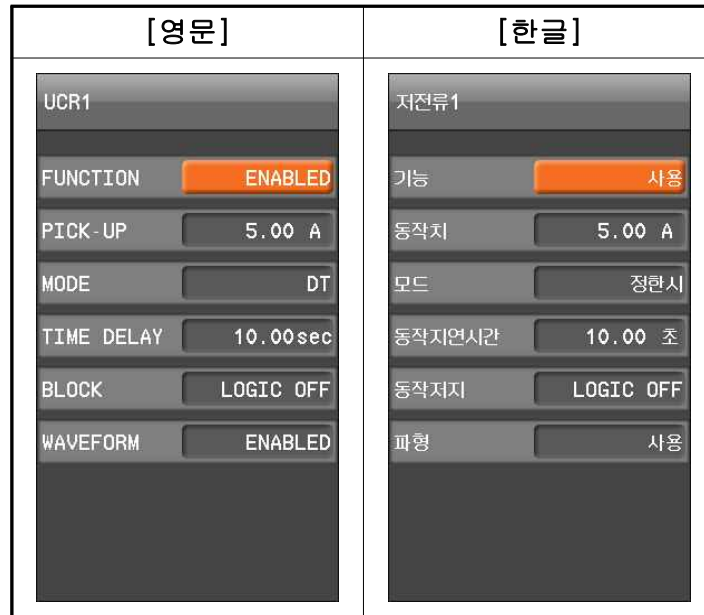 [영문]
UCR1
FUNCTION ENABLED
PICK-UP 5.00 A
MODE DT
TIME DELAY 10.00sec
BLOCK LOGIC OFF
WAVEFORM ENABLED
[한글]
저전류1
기능 사용
동작치 5.00 A
모드 정한시
동작지연시간 10.00 초
동작저지 LOGIC OFF
파형 사용